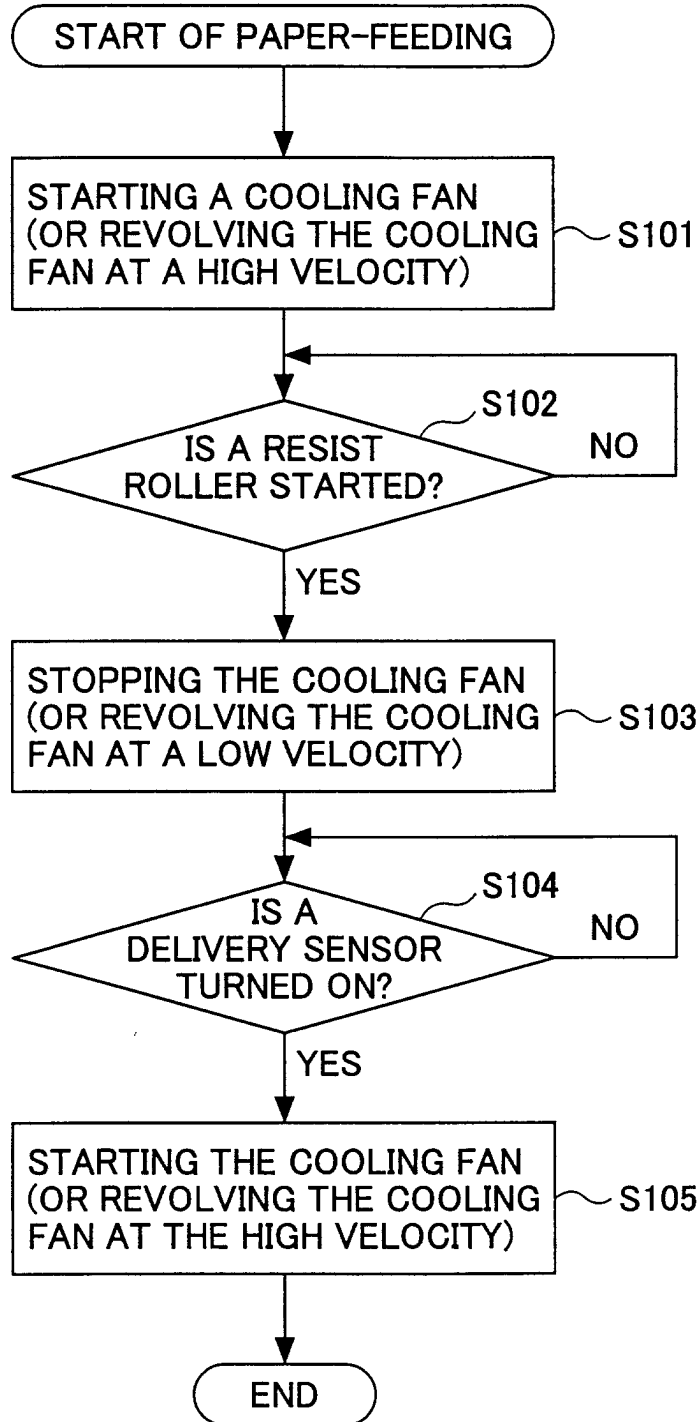 START OF PAPER-FEEDING
STARTING A COOLING FAN
(OR REVOLVING THE COOLING
FAN AT A HIGH VELOCITY)
S101
S102
IS A RESIST
ROLLER STARTED?
NO
YES
STOPPING THE COOLING FAN
(OR REVOLVING THE COOLING
FAN AT A LOW VELOCITY)
S103
S104
IS A
DELIVERY SENSOR
TURNED ON?
NO
YES
STARTING THE COOLING FAN
(OR REVOLVING THE COOLING
FAN AT THE HIGH VELOCITY)
S105
END